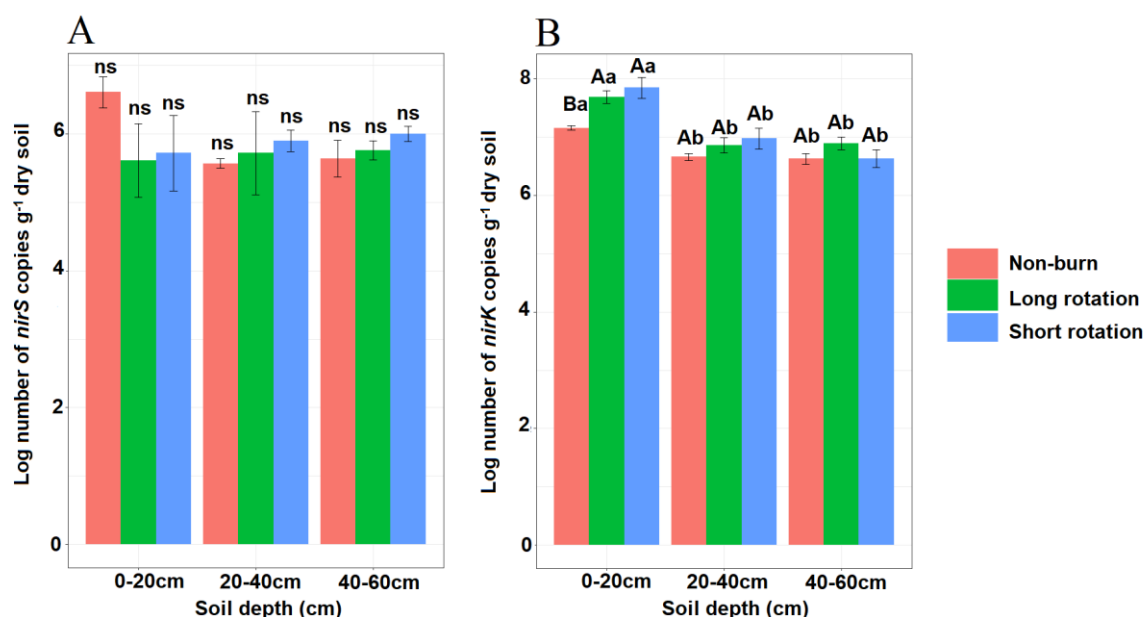 A
Log number of nirS copies g⁻¹ dry soil
6
4
2
0
ns
ns
ns
ns
ns
ns
ns
ns
ns
0-20cm
20-40cm
40-60cm
Soil depth (cm)
B
Log number of nirK copies g⁻¹ dry soil
8
6
4
2
0
Ba
Aa
Aa
Ab
Ab
Ab
Ab
Ab
Ab
0-20cm
20-40cm
40-60cm
Soil depth (cm)
Non-burn
Long rotation
Short rotation